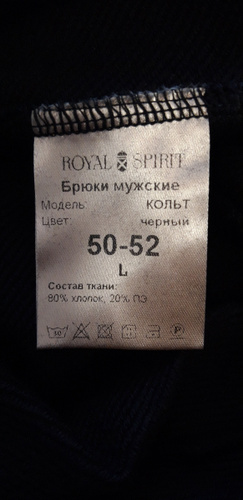 ROYAL SPIRIT
Брюки мужские
Модель: КОЛЬТ
Цвет: черный
50-52
L
Состав ткани:
80% хлопок, 20% ПЭ